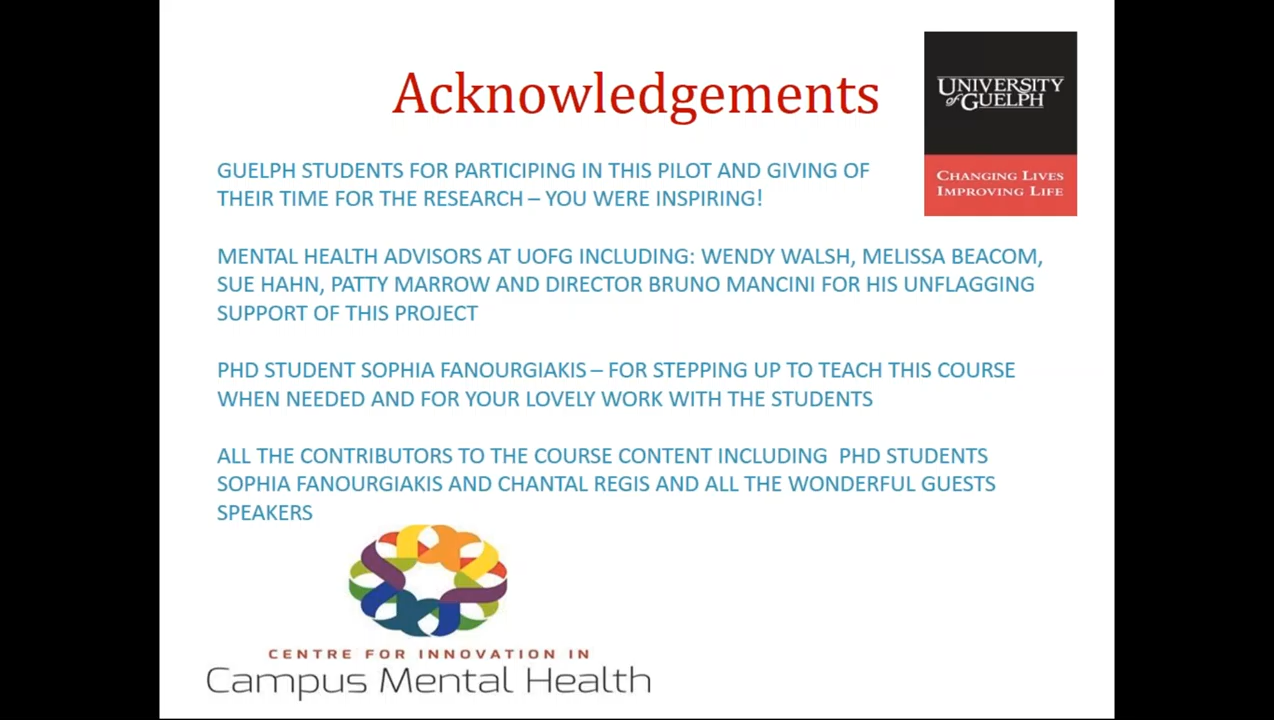 Acknowledgements
UNIVERSITY
of GUELPH
CHANGING LIVES
IMPROVING LIFE
GUELPH STUDENTS FOR PARTICIPING IN THIS PILOT AND GIVING OF
THEIR TIME FOR THE RESEARCH – YOU WERE INSPIRING!
MENTAL HEALTH ADVISORS AT UOFG INCLUDING: WENDY WALSH, MELISSA BEACOM,
SUE HAHN, PATTY MARROW AND DIRECTOR BRUNO MANCINI FOR HIS UNFLAGGING
SUPPORT OF THIS PROJECT
PHD STUDENT SOPHIA FANOURGIAKIS – FOR STEPPING UP TO TEACH THIS COURSE
WHEN NEEDED AND FOR YOUR LOVELY WORK WITH THE STUDENTS
ALL THE CONTRIBUTORS TO THE COURSE CONTENT INCLUDING PHD STUDENTS
SOPHIA FANOURGIAKIS AND CHANTAL REGIS AND ALL THE WONDERFUL GUESTS
SPEAKERS
CENTRE FOR INNOVATION IN
Campus Mental Health